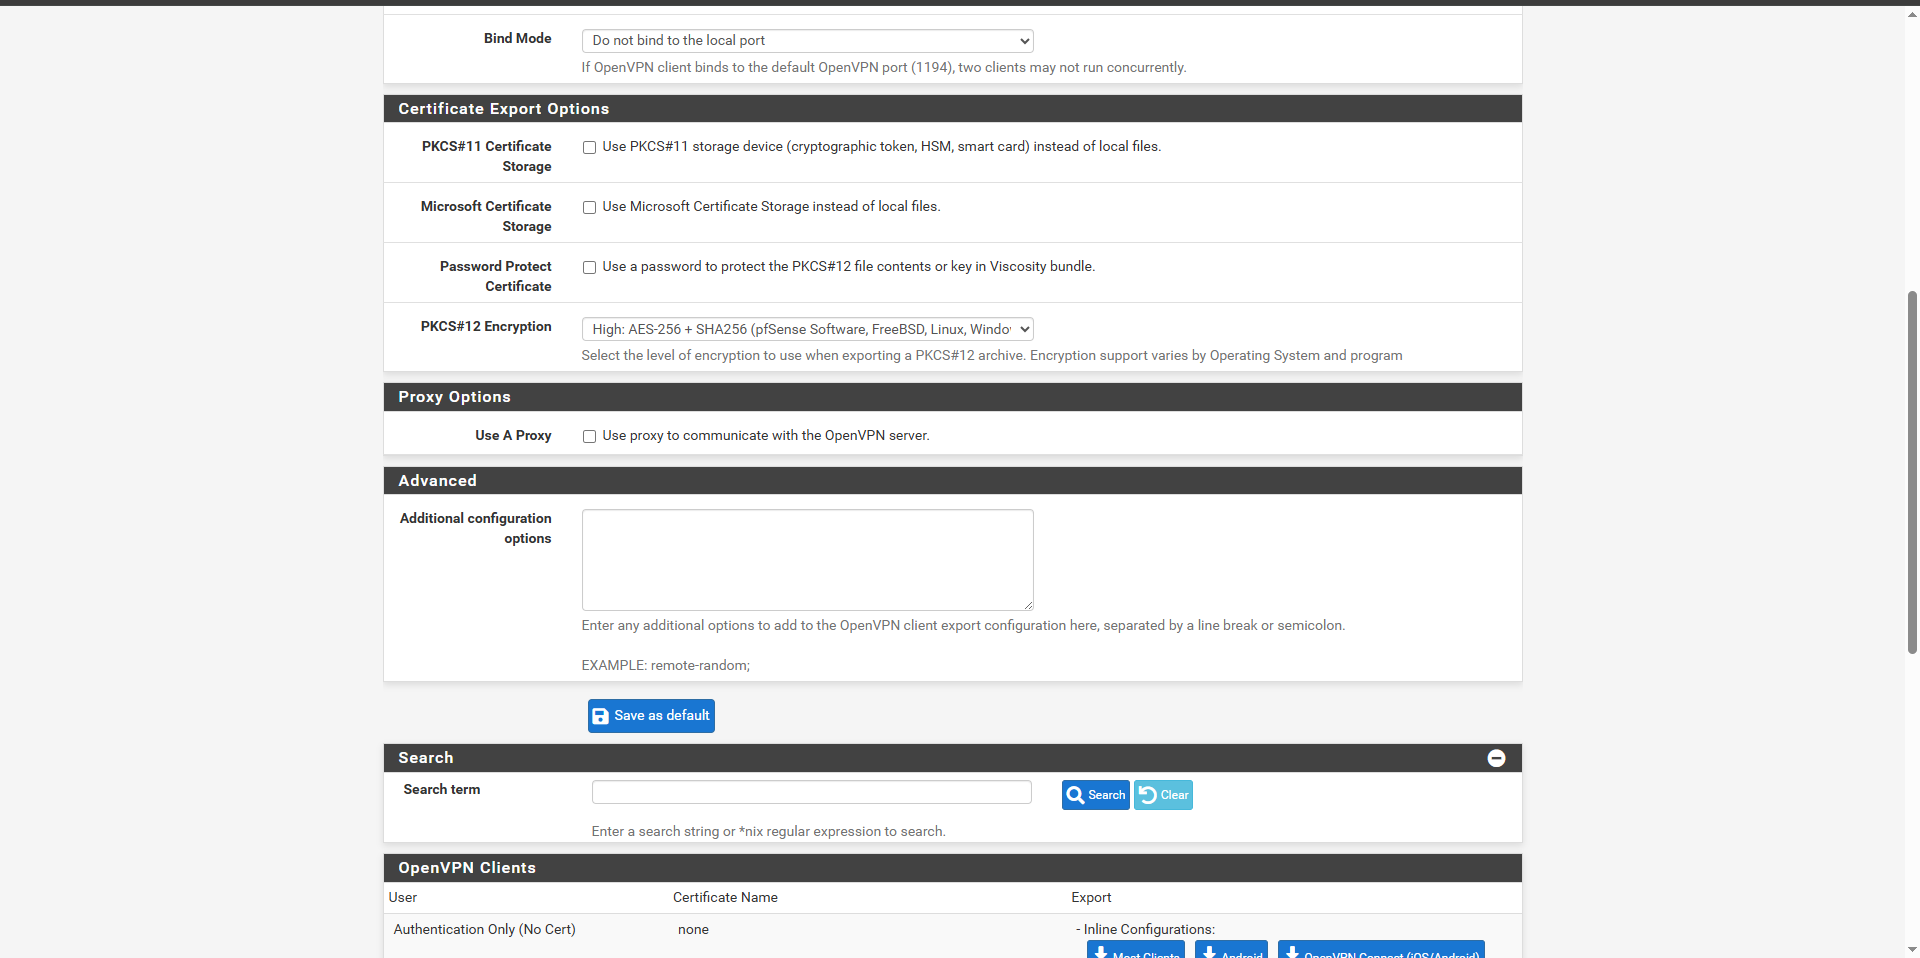 Bind Mode
Do not bind to the local port
If OpenVPN client binds to the default OpenVPN port (1194), two clients may not run concurrently.
Certificate Export Options
PKCS#11 Certificate
Storage
Use PKCS#11 storage device (cryptographic token, HSM, smart card) instead of local files.
Microsoft Certificate
Storage
Use Microsoft Certificate Storage instead of local files.
Password Protect
Certificate
Use a password to protect the PKCS#12 file contents or key in Viscosity bundle.
PKCS#12 Encryption
High: AES-256 + SHA256 (pfSense Software, FreeBSD, Linux, Windo
Select the level of encryption to use when exporting a PKCS#12 archive. Encryption support varies by Operating System and program
Proxy Options
Use A Proxy
Use proxy to communicate with the OpenVPN server.
Advanced
Additional configuration
options
Enter any additional options to add to the OpenVPN client export configuration here, separated by a line break or semicolon.
EXAMPLE: remote-random;
Save as default
Search
Search term
Search
Clear
Enter a search string or *nix regular expression to search.
OpenVPN Clients
User
Certificate Name
Export
Authentication Only (No Cert)
none
- Inline Configurations:
Most Clients
Android
OpenVPN Connect (iOS/Android)